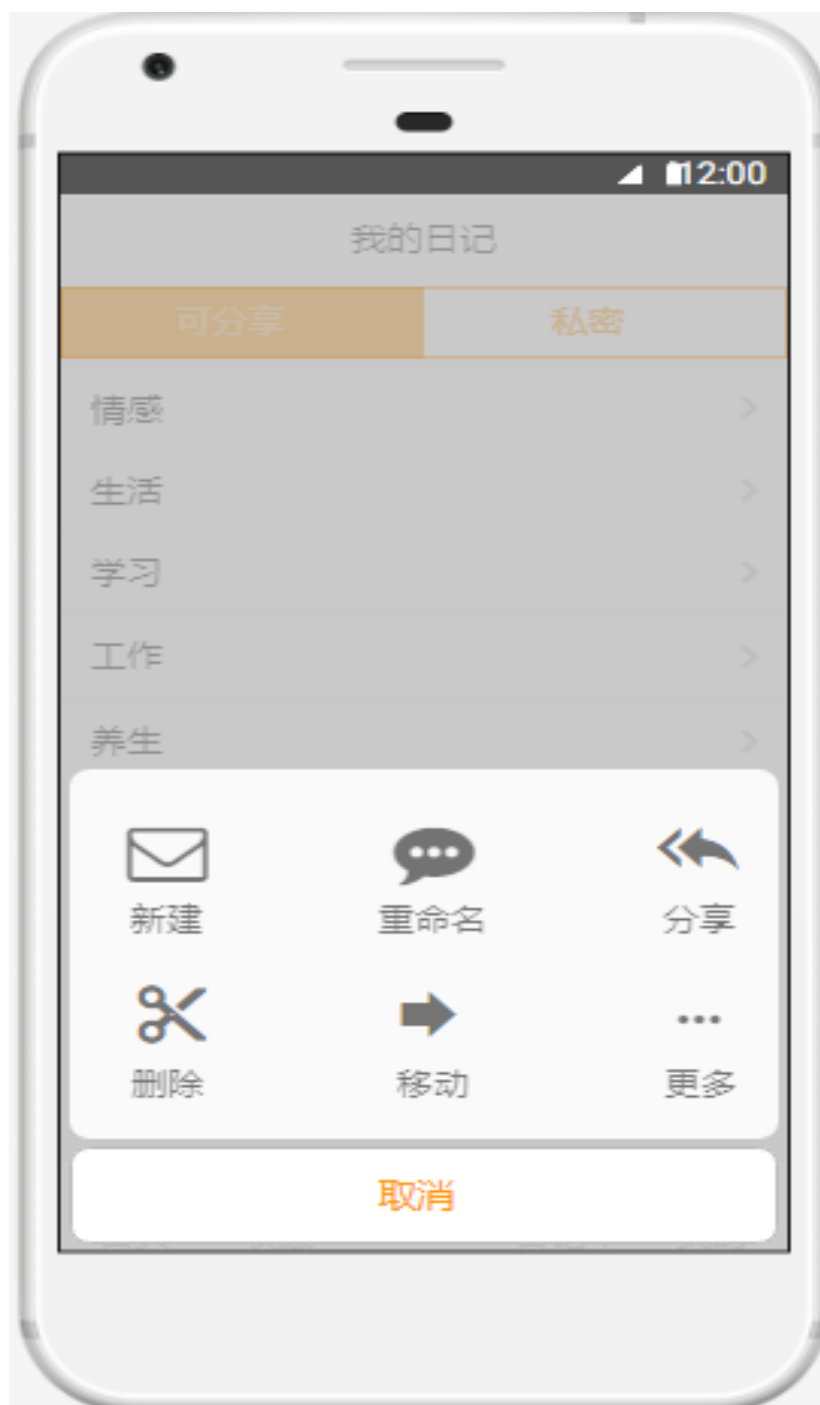 12:00
我的日记
可分享 私密
情感
生活
学习
工作
养生
新建 重命名 分享
删除 移动 更多
取消